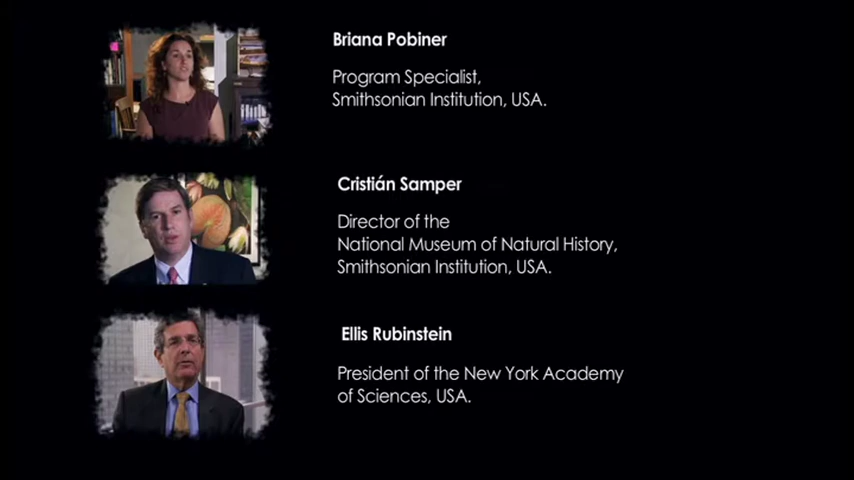 Briana Pobiner
Program Specialist,
Smithsonian Institution, USA.
Cristián Samper
Director of the
National Museum of Natural History,
Smithsonian Institution, USA.
Ellis Rubinstein
President of the New York Academy
of Sciences, USA.